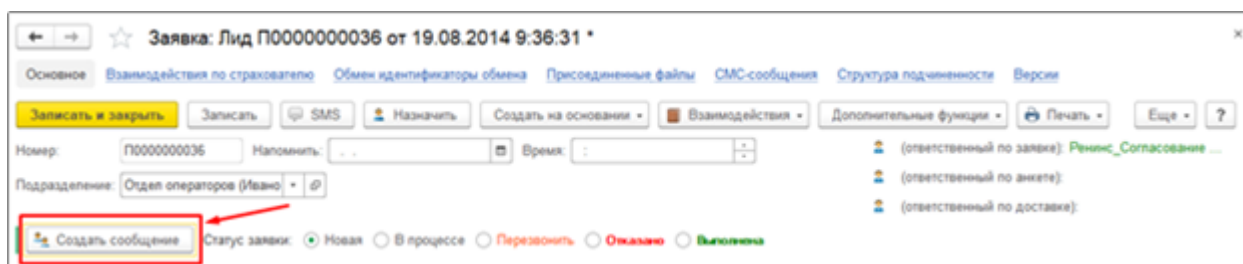 Заявка: Лид П0000000036 от 19.08.2014 9:36:31 *
Основное Взаимодействия по страхователю Обмен идентификаторы обмена Присоединенные файлы СМС-сообщения Структура подчиненности Версии
Записать и закрыть Записать SMS Назначить Создать на основании Взаимодействия Дополнительные функции Печать Еще ?
Номер: П0000000036 Напомнить: . . Время: : (ответственный по заявке): Ренинс_Согласование ...
Подразделение: Отдел операторов (Ивано (ответственный по анкете):
(ответственный по доставке):
Создать сообщение Статус заявки: Новая В процессе Перезвонить Отказано Выполнена